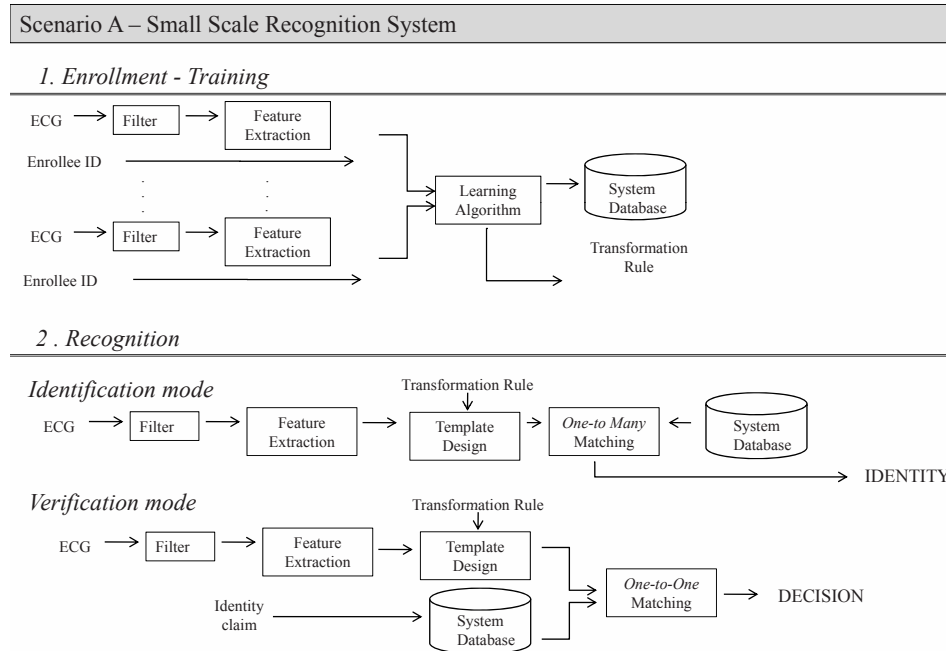 Scenario A – Small Scale Recognition System
1. Enrollment - Training
ECG
Filter
Feature
Extraction
Enrollee ID
ECG
Filter
Feature
Extraction
Enrollee ID
Learning
Algorithm
System
Database
Transformation
Rule
2 . Recognition
Identification mode
Transformation Rule
ECG
Filter
Feature
Extraction
Template
Design
One-to Many
Matching
System
Database
IDENTITY
Verification mode
Transformation Rule
ECG
Filter
Feature
Extraction
Template
Design
Identity
claim
System
Database
One-to-One
Matching
DECISION